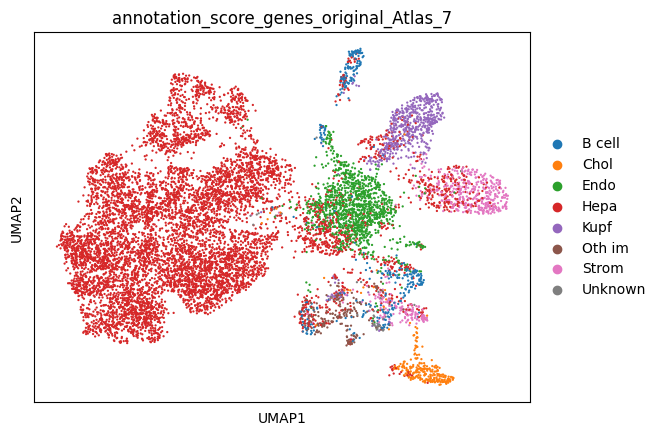 annotation_score_genes_original_Atlas_7
UMAP2
UMAP1
B cell
Chol
Endo
Hepa
Kupf
Oth im
Strom
Unknown